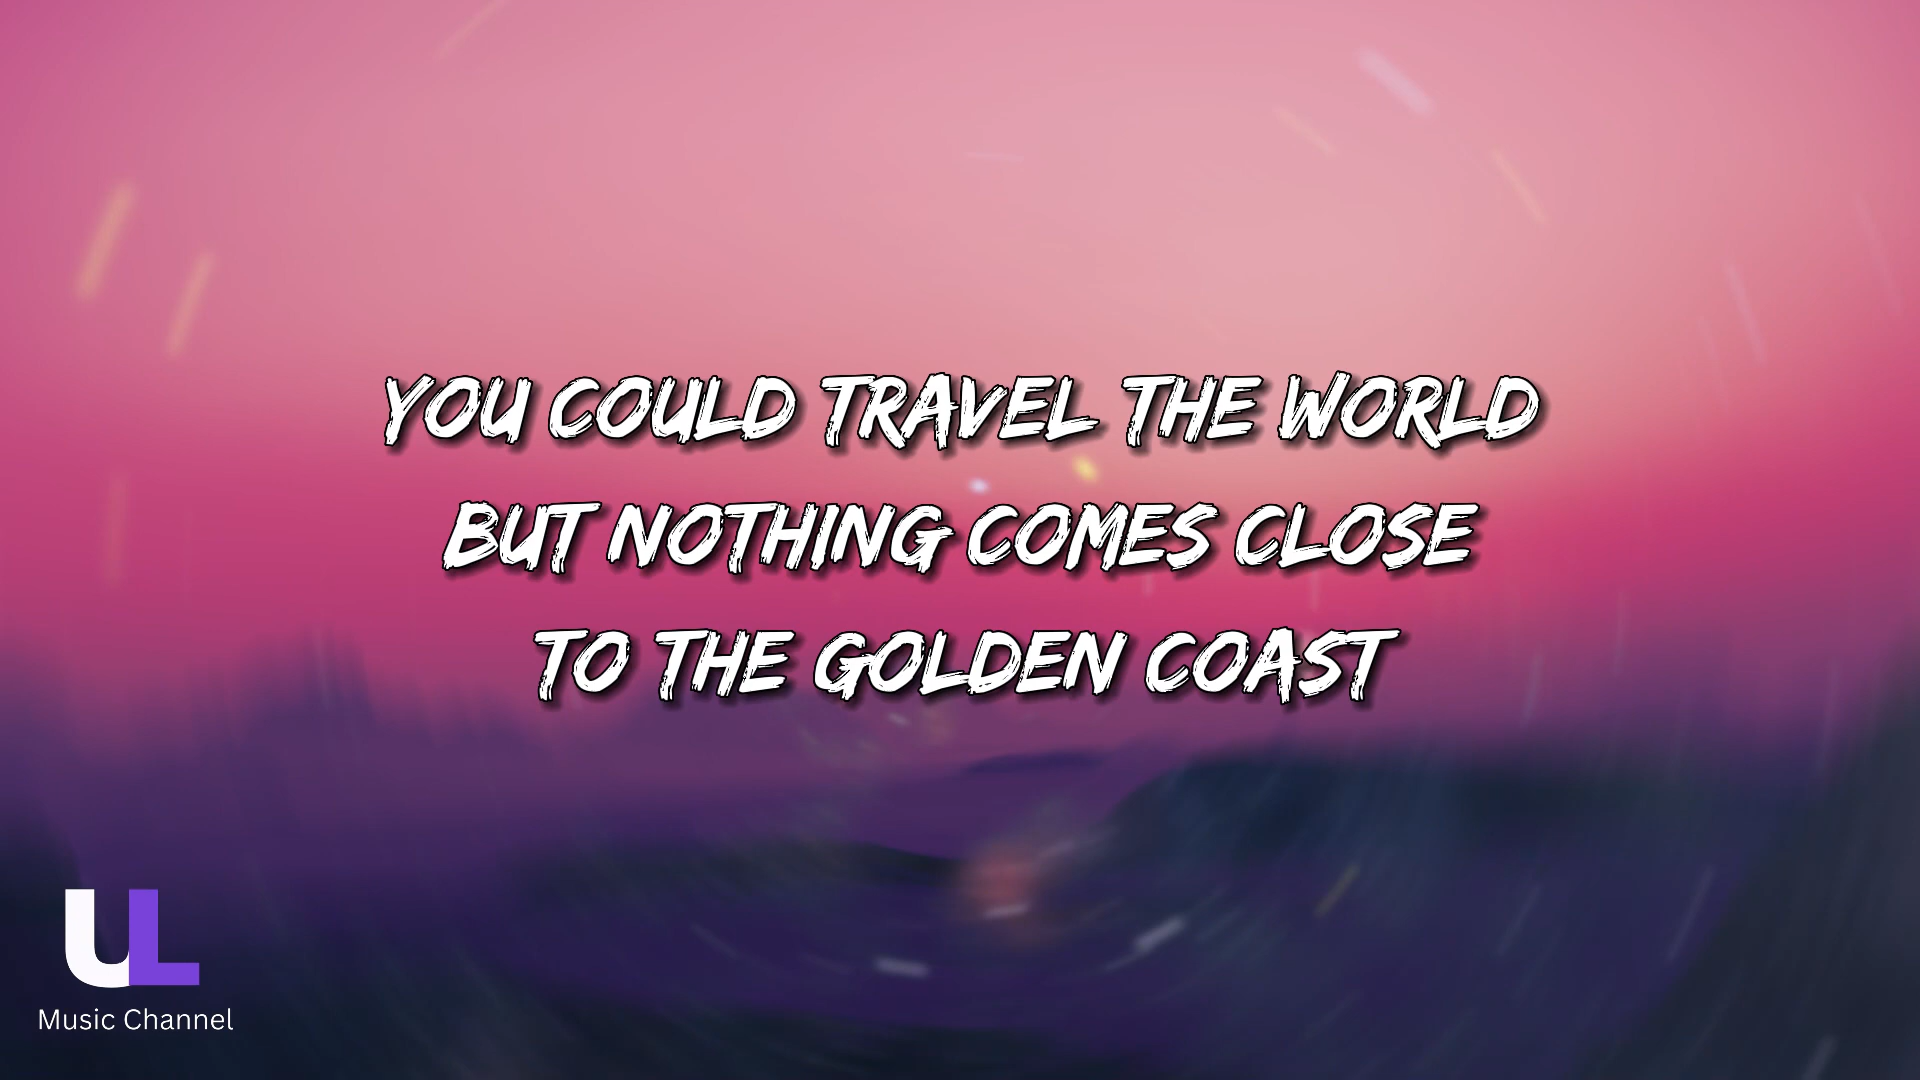 YOU COULD TRAVEL THE WORLD
BUT NOTHING COMES CLOSE
TO THE GOLDEN COAST
UL
Music Channel